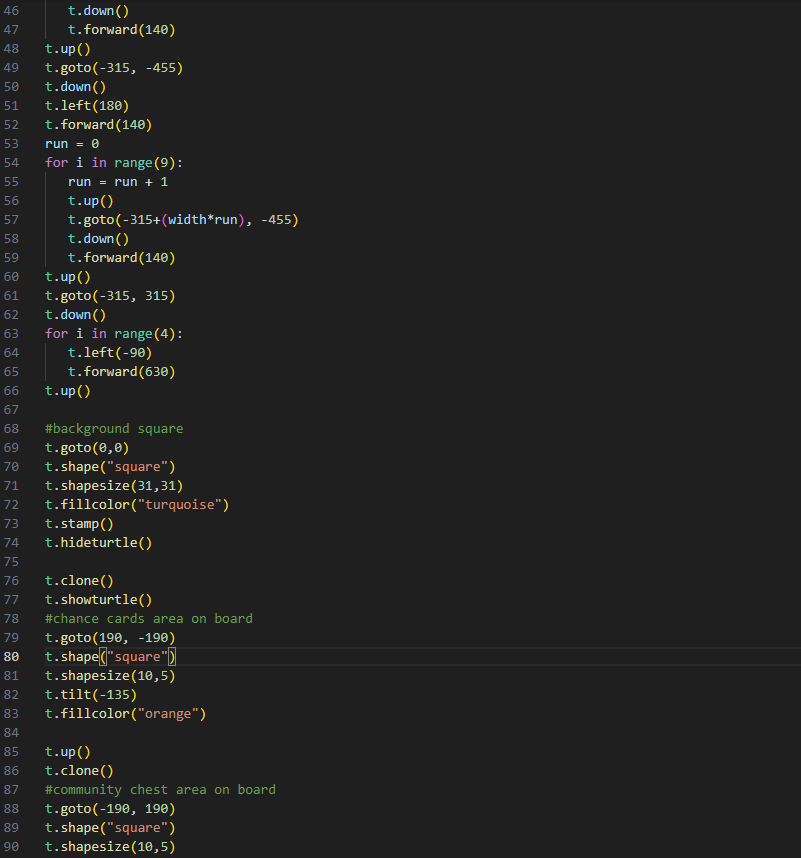 46 t.down()
47 t.forward(140)
48 t.up()
49 t.goto(-315, -455)
50 t.down()
51 t.left(180)
52 t.forward(140)
53 run = 0
54 for i in range(9):
55 run = run + 1
56 t.up()
57 t.goto(-315+(width*run), -455)
58 t.down()
59 t.forward(140)
60 t.up()
61 t.goto(-315, 315)
62 t.down()
63 for i in range(4):
64 t.left(-90)
65 t.forward(630)
66 t.up()
67
68 #background square
69 t.goto(0,0)
70 t.shape("square")
71 t.shapesize(31,31)
72 t.fillcolor("turquoise")
73 t.stamp()
74 t.hideturtle()
75
76 t.clone()
77 t.showturtle()
78 #chance cards area on board
79 t.goto(190, -190)
80 t.shape("square")
81 t.shapesize(10,5)
82 t.tilt(-135)
83 t.fillcolor("orange")
84
85 t.up()
86 t.clone()
87 #community chest area on board
88 t.goto(-190, 190)
89 t.shape("square")
90 t.shapesize(10,5)